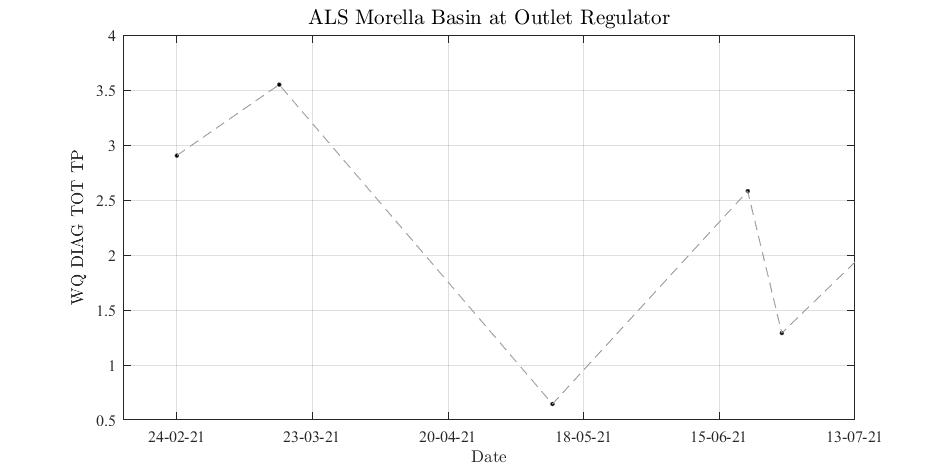 ALS Morella Basin at Outlet Regulator
4
3.5
3
2.5
2
1.5
1
0.5
WQ DIAG TOT TP
24-02-21 23-03-21 20-04-21 18-05-21 15-06-21 13-07-21
Date